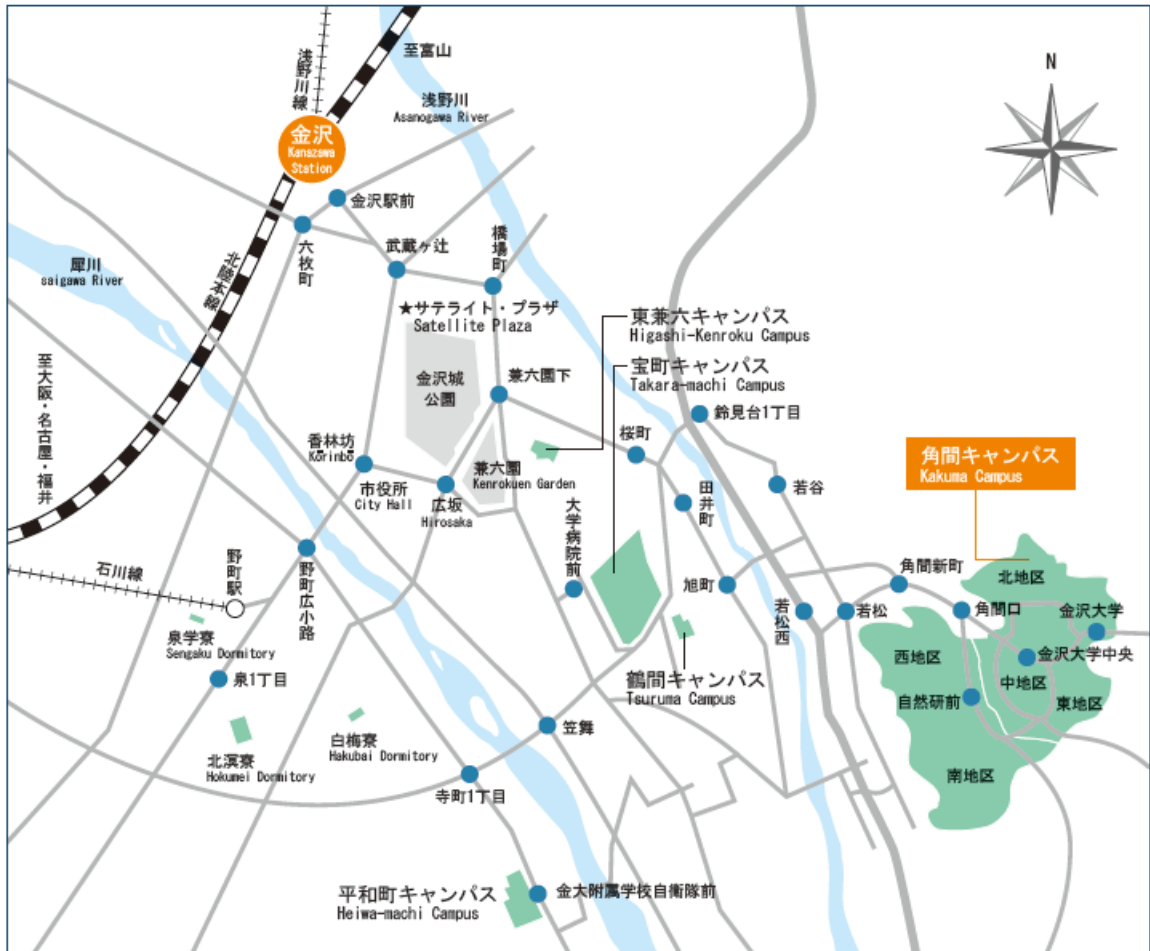 至富山
N
浅野川線
浅野川
Asanogawa River
金沢
Kanazawa
Station
金沢駅前
六枚町
武蔵ヶ辻
橋場町
犀川
saigawa River
北陸本線
★サテライト・プラザ
Satellite Plaza
東兼六キャンパス
Higashi-Kenroku Campus
宝町キャンパス
Takara-machi Campus
至大阪・名古屋・福井
金沢城
公園
兼六園下
鈴見台1丁目
桜町
香林坊
Kōrinbō
市役所
City Hall
兼六園
Kenrokuen Garden
広坂
Hirosaka
角間キャンパス
Kakuma Campus
若谷
田井町
大学病院前
石川線
野町駅
野町広小路
旭町
若松西
若松
角間新町
北地区
角間口
金沢大学
金沢大学中央
西地区
中地区
東地区
自然研前
南地区
泉学寮
Sengaku Dormitory
泉1丁目
鶴間キャンパス
Tsuruma Campus
北溟寮
Hokumei Dormitory
白梅寮
Hakubai Dormitory
笠舞
寺町1丁目
平和町キャンパス
Heiwa-machi Campus
金大附属学校自衛隊前